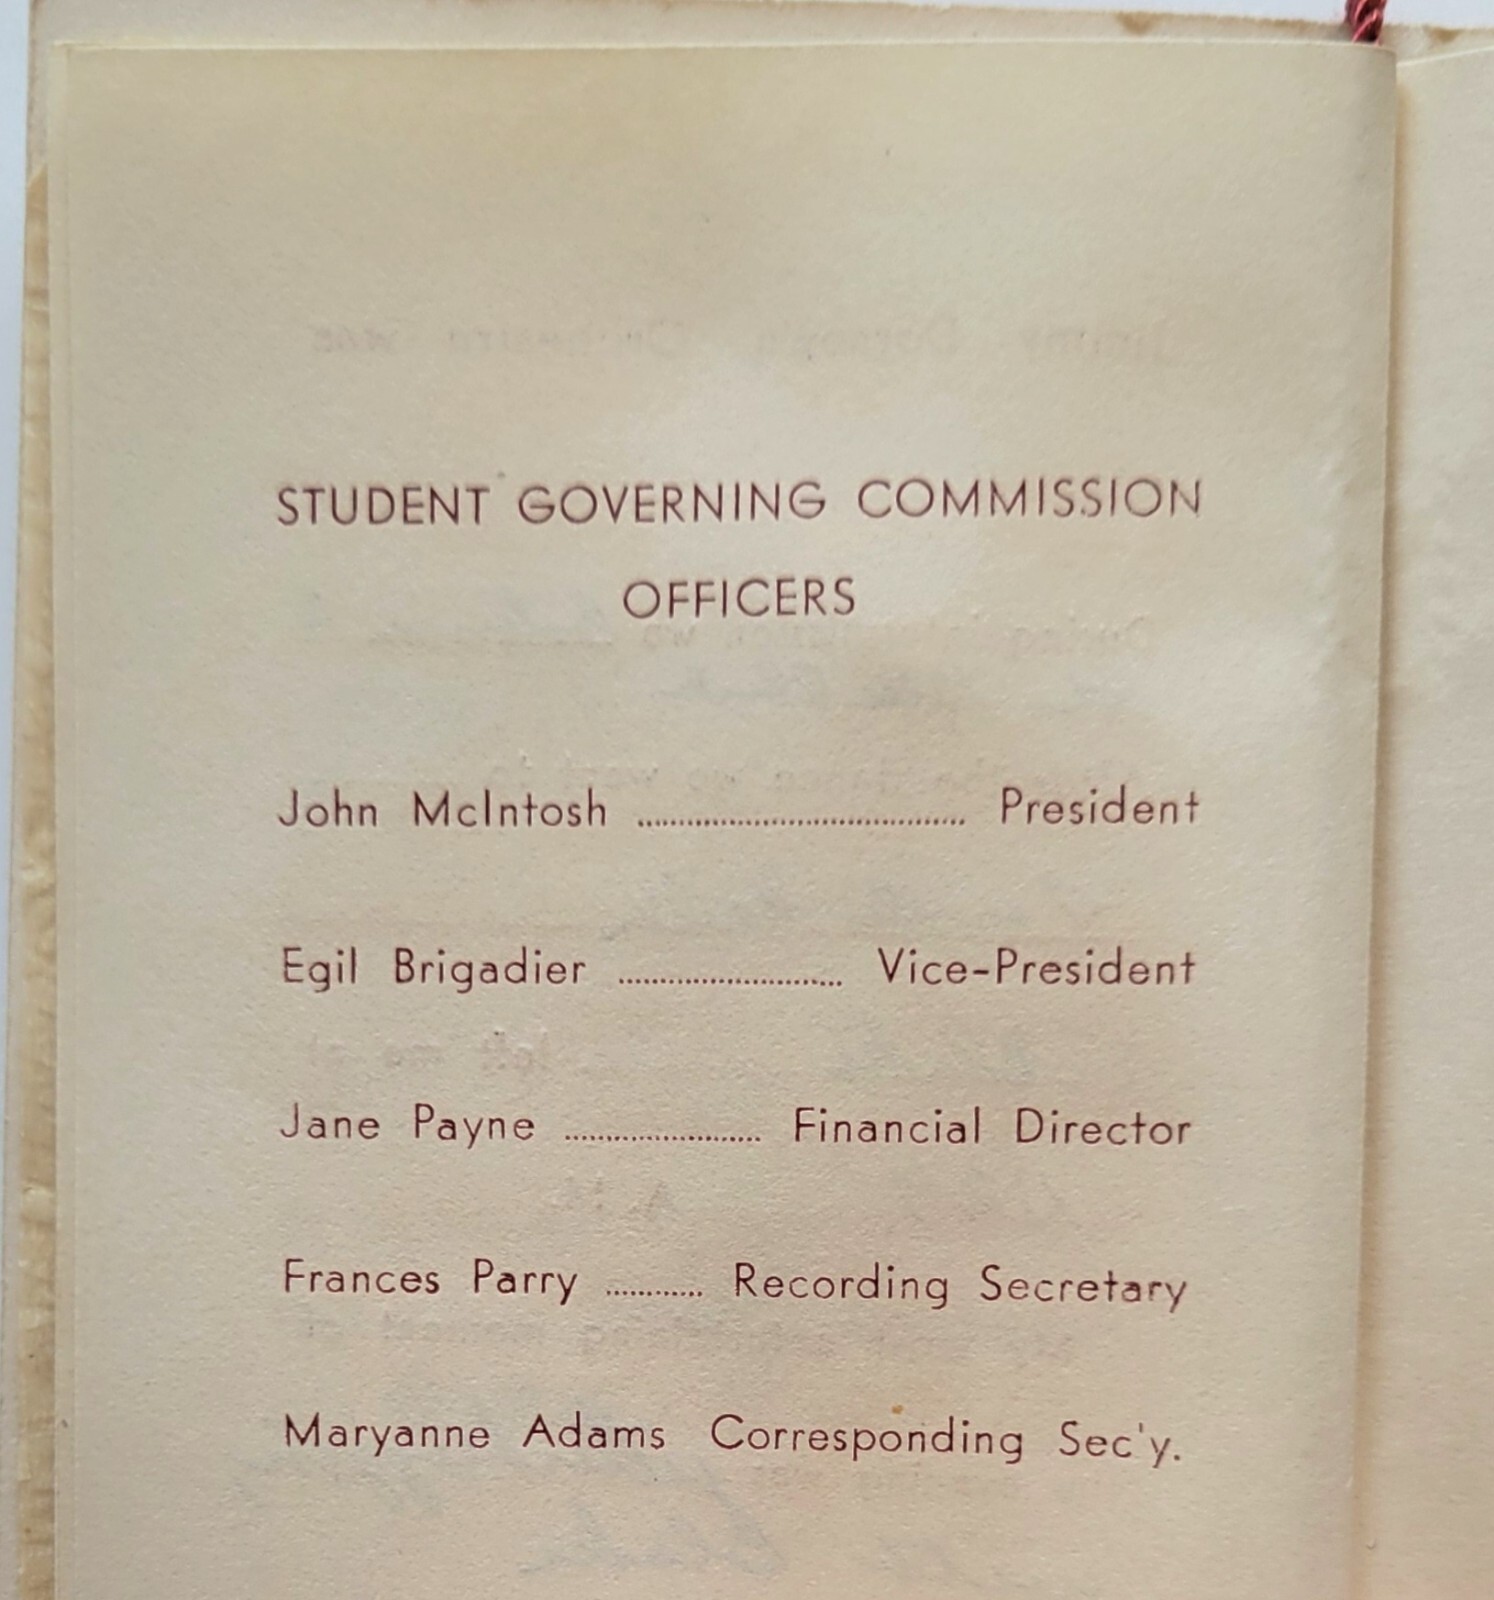 STUDENT GOVERNING COMMISSION
OFFICERS
John McIntosh ........................................ President
Egil Brigadier ............................ Vice-President
Jane Payne ........................ Financial Director
Frances Parry ............ Recording Secretary
Maryanne Adams Corresponding Sec'y.